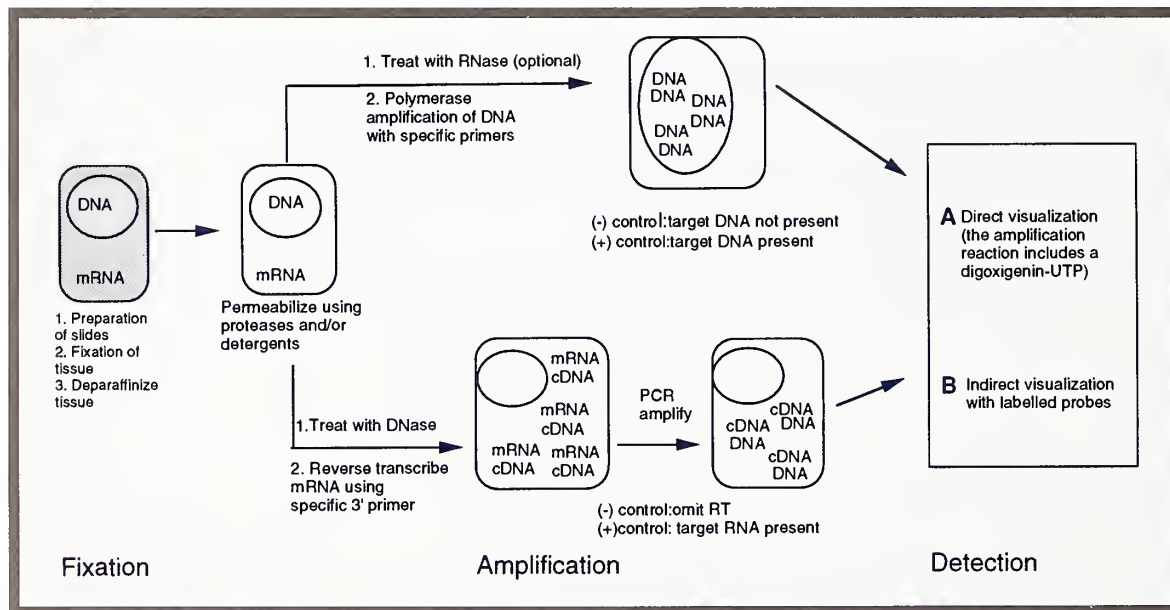 DNA
mRNA
1. Preparation
of slides
2. Fixation of
tissue
3. Deparaffinize
tissue
DNA
mRNA
Permeabilize using
proteases and/or
detergents
1. Treat with RNase (optional)
2. Polymerase
amplification of DNA
with specific primers
DNA
DNA
DNA
DNA
DNA
DNA
(-) control:target DNA not present
(+) control:target DNA present
1.Treat with DNase
2. Reverse transcribe
mRNA using
specific 3' primer
mRNA
cDNA
mRNA
cDNA
mRNA
cDNA
mRNA
cDNA
PCR
amplify
cDNA
DNA
cDNA
DNA
cDNA
DNA
(-) control:omit RT
(+)control: target RNA present
A Direct visualization
(the amplification
reaction includes a
digoxigenin-UTP)
B Indirect visualization
with labelled probes
Fixation
Amplification
Detection